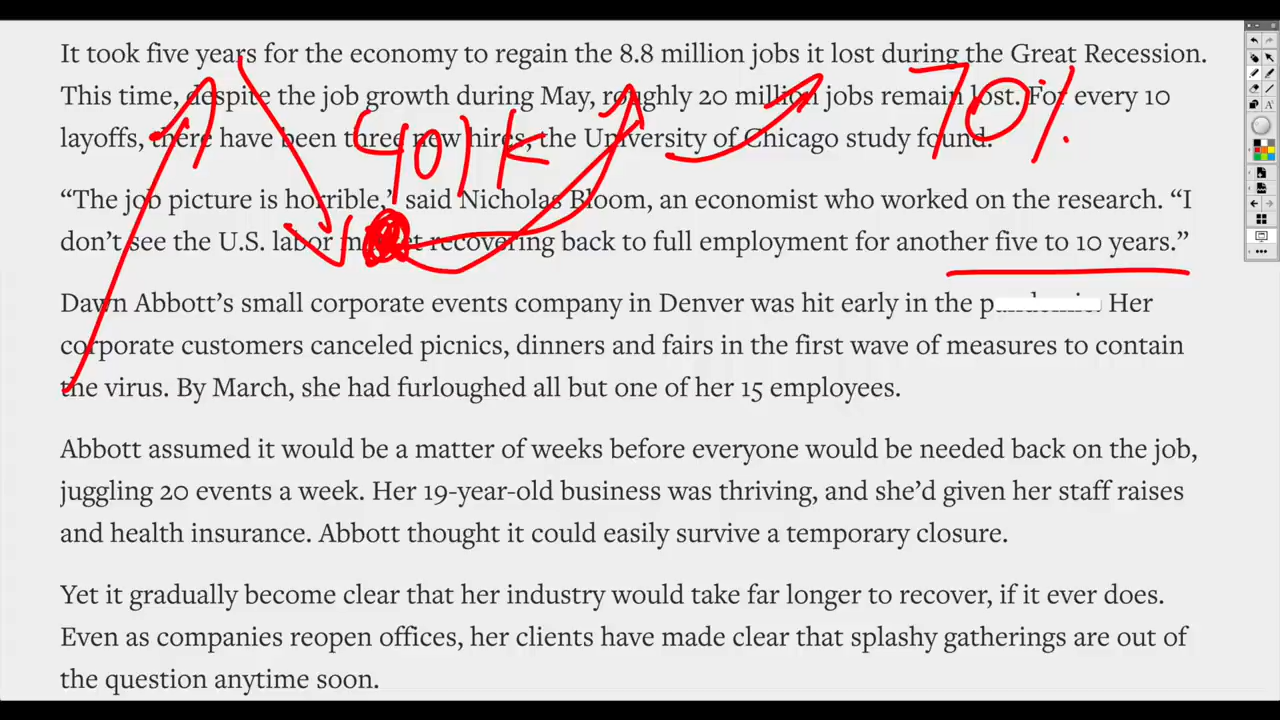 It took five years for the economy to regain the 8.8 million jobs it lost during the Great Recession.
This time, despite the job growth during May, roughly 20 million jobs remain lost. For every 10
layoffs, there have been three new hires, the University of Chicago study found.
70%
401k
“The job picture is horrible,” said Nicholas Bloom, an economist who worked on the research. “I
don’t see the U.S. labor market recovering back to full employment for another five to 10 years.”
Dawn Abbott’s small corporate events company in Denver was hit early in the pandemic. Her
corporate customers canceled picnics, dinners and fairs in the first wave of measures to contain
the virus. By March, she had furloughed all but one of her 15 employees.
Abbott assumed it would be a matter of weeks before everyone would be needed back on the job,
juggling 20 events a week. Her 19-year-old business was thriving, and she’d given her staff raises
and health insurance. Abbott thought it could easily survive a temporary closure.
Yet it gradually become clear that her industry would take far longer to recover, if it ever does.
Even as companies reopen offices, her clients have made clear that splashy gatherings are out of
the question anytime soon.